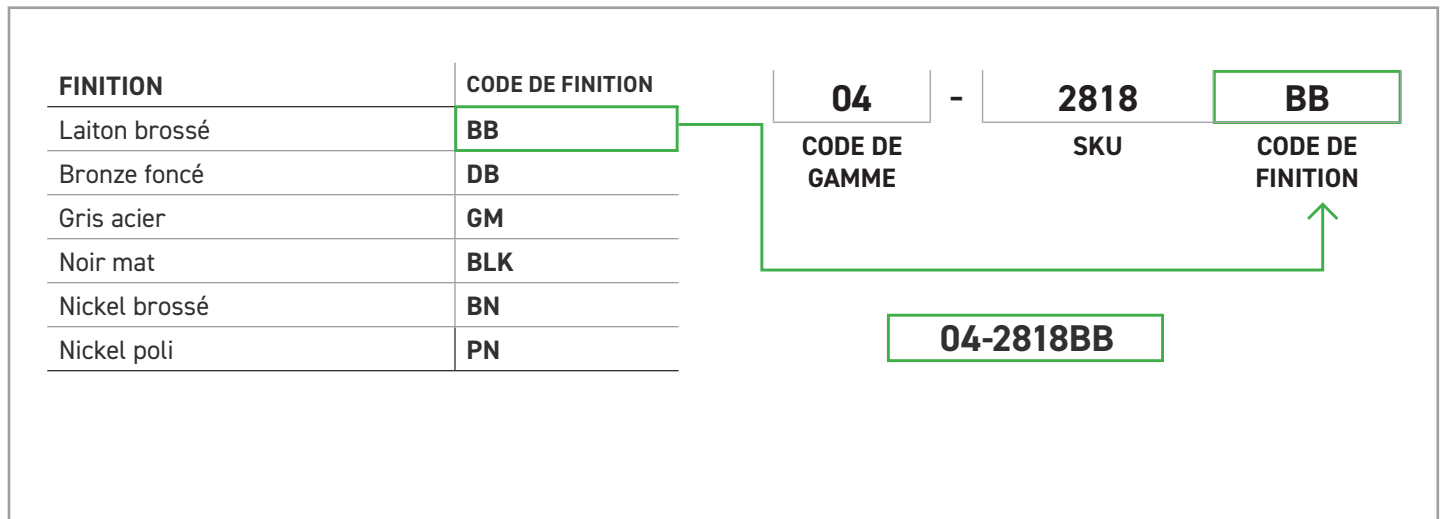 FINITION CODE DE FINITION
Laiton brossé BB
Bronze foncé DB
Gris acier GM
Noir mat BLK
Nickel brossé BN
Nickel poli PN
04 - 2818 BB
CODE DE GAMME SKU CODE DE FINITION
04-2818BB